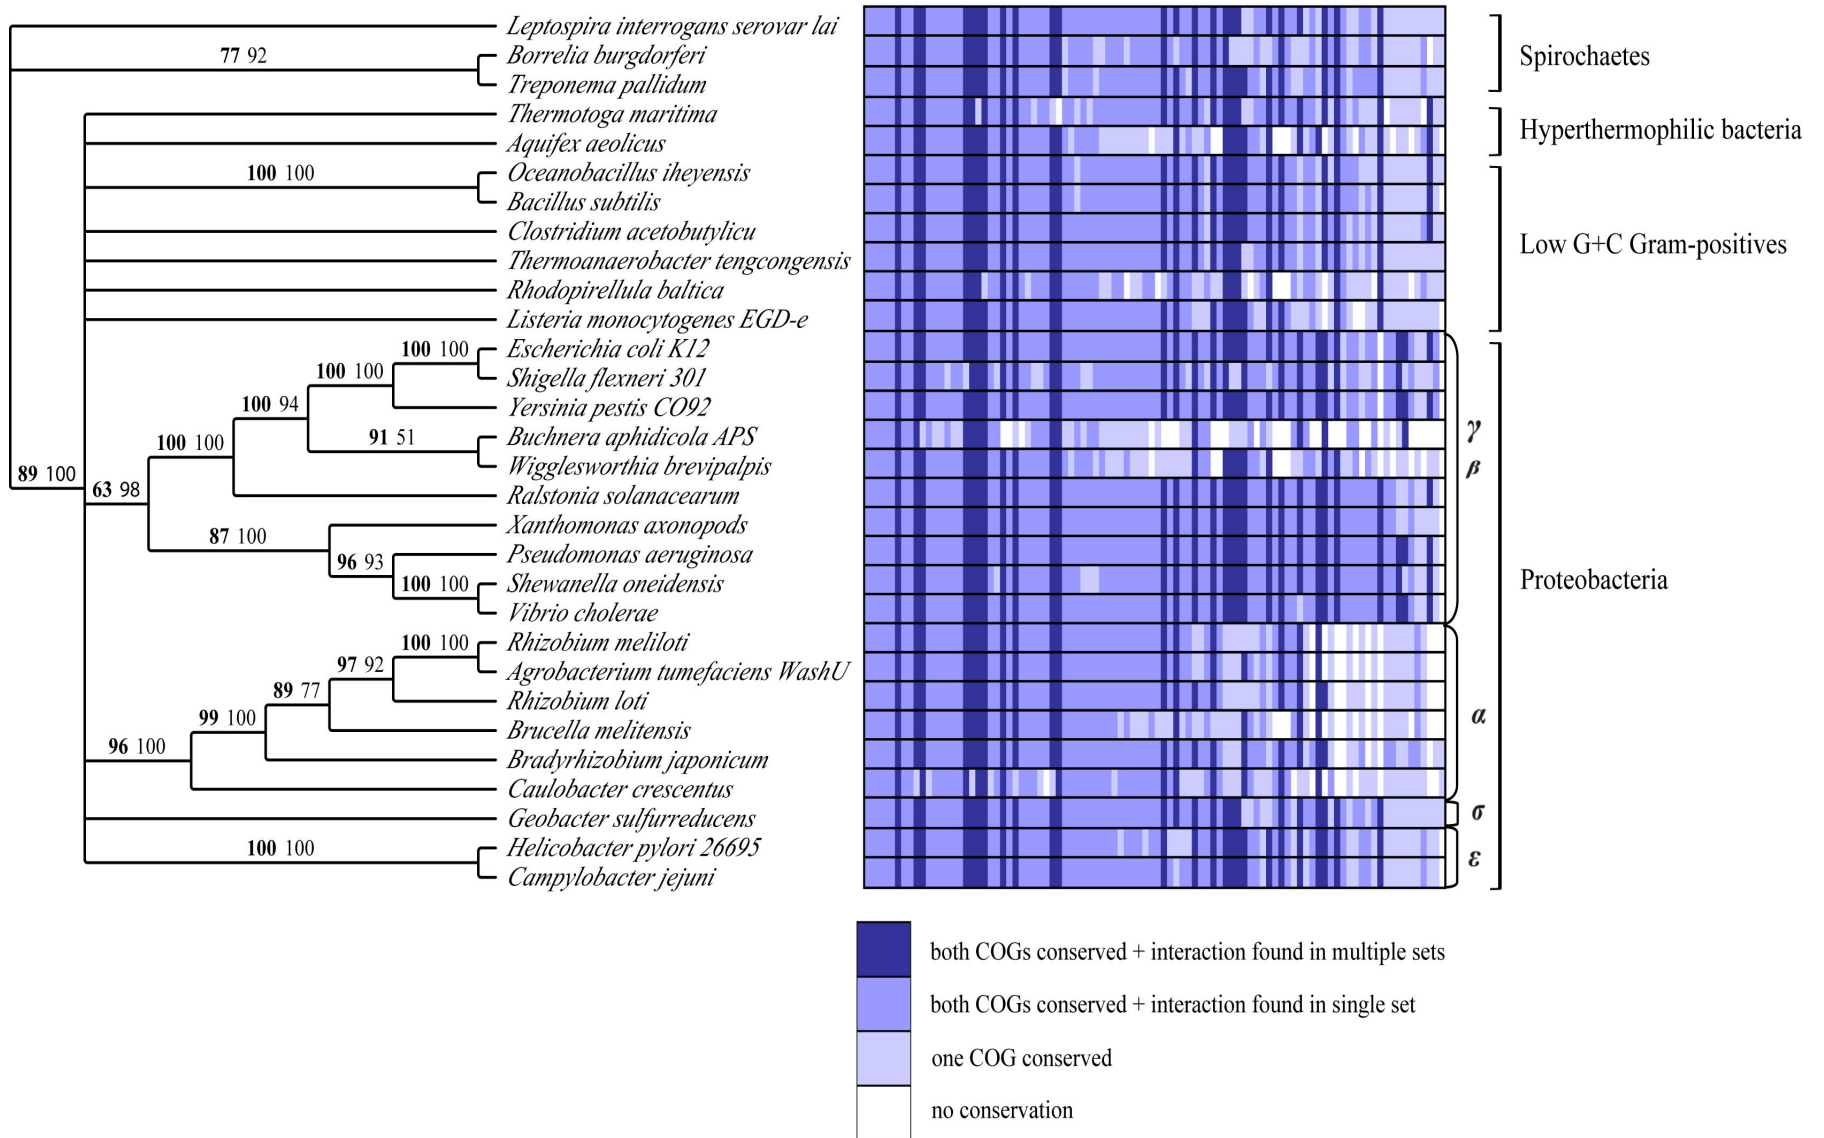 Leptospira interrogans serovar lai
77 92
Borrelia burgdorferi
Treponema pallidum
Spirochaetes
Thermotoga maritima
Aquifex aeolicus
Hyperthermophilic bacteria
100 100
Oceanobacillus iheyensis
Bacillus subtilis
Clostridium acetobutylicu
Thermoanaerobacter tengcongensis
Rhodopirellula baltica
Listeria monocytogenes EGD-e
Low G+C Gram-positives
100 100
Escherichia coli K12
100 100
Shigella flexneri 301
100 94
Yersinia pestis CO92
100 100
91 51
Buchnera aphidicola APS
γ
89 100
63 98
Wigglesworthia brevipalpis
β
Ralstonia solanacearum
87 100
Xanthomonas axonopods
96 93
Pseudomonas aeruginosa
100 100
Shewanella oneidensis
Vibrio cholerae
Proteobacteria
100 100
Rhizobium meliloti
97 92
Agrobacterium tumefaciens WashU
89 77
Rhizobium loti
99 100
Brucella melitensis
α
96 100
Bradyrhizobium japonicum
Caulobacter crescentus
Geobacter sulfurreducens
σ
100 100
Helicobacter pylori 26695
Campylobacter jejuni
ε
both COGs conserved + interaction found in multiple sets
both COGs conserved + interaction found in single set
one COG conserved
no conservation